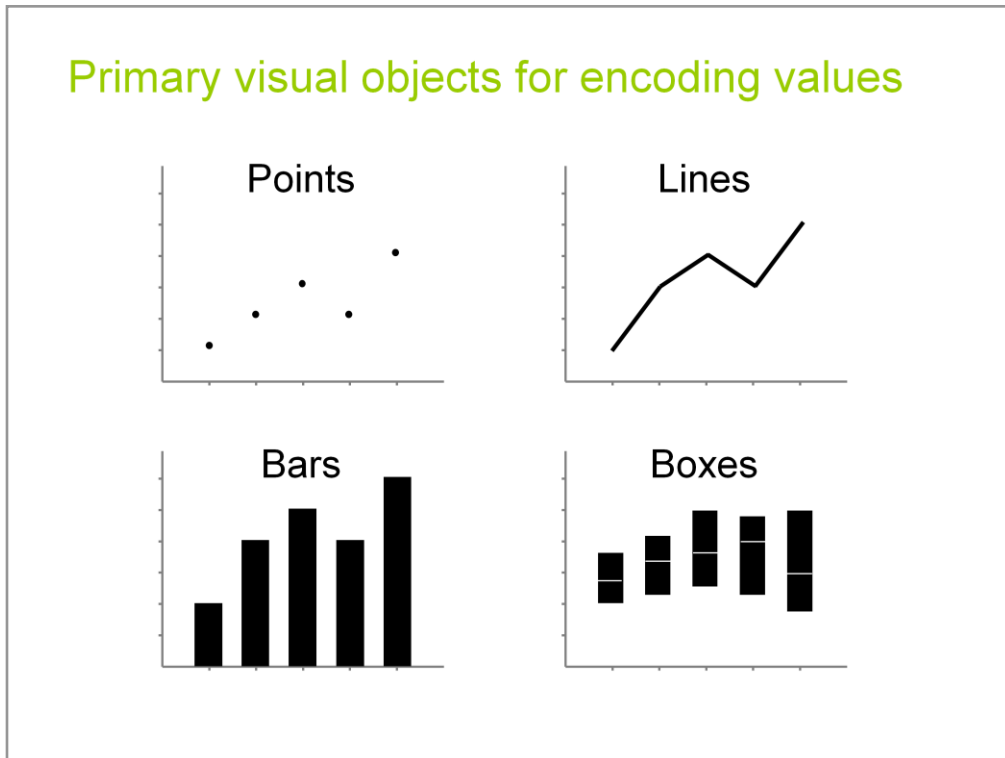 Primary visual objects for encoding values
Points
Lines
Bars
Boxes